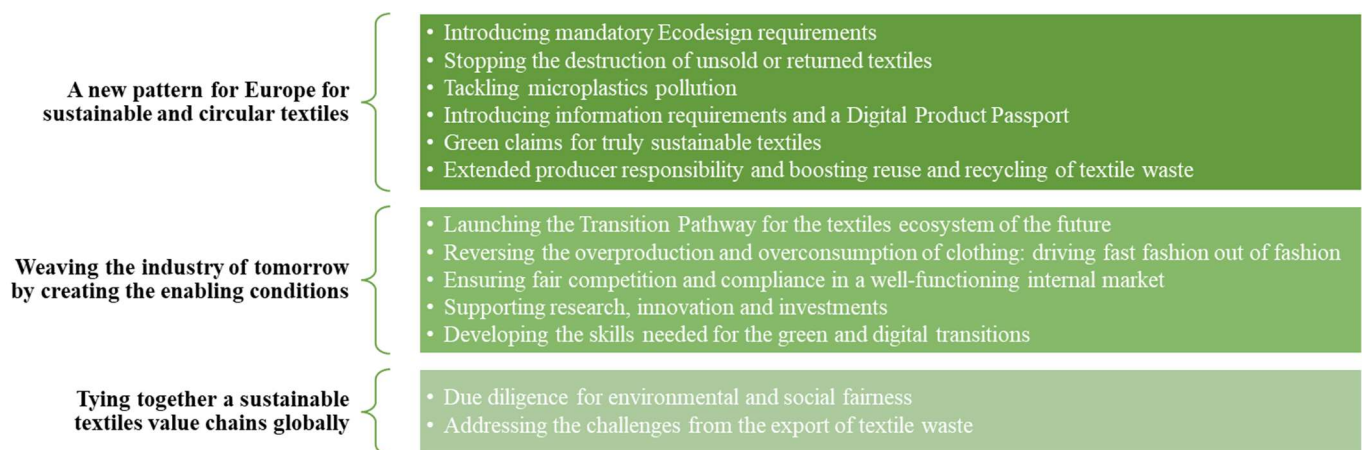 A new pattern for Europe for
sustainable and circular textiles
• Introducing mandatory Ecodesign requirements
• Stopping the destruction of unsold or returned textiles
• Tackling microplastics pollution
• Introducing information requirements and a Digital Product Passport
• Green claims for truly sustainable textiles
• Extended producer responsibility and boosting reuse and recycling of textile waste
Weaving the industry of tomorrow
by creating the enabling conditions
• Launching the Transition Pathway for the textiles ecosystem of the future
• Reversing the overproduction and overconsumption of clothing: driving fast fashion out of fashion
• Ensuring fair competition and compliance in a well-functioning internal market
• Supporting research, innovation and investments
• Developing the skills needed for the green and digital transitions
Tying together a sustainable
textiles value chains globally
• Due diligence for environmental and social fairness
• Addressing the challenges from the export of textile waste